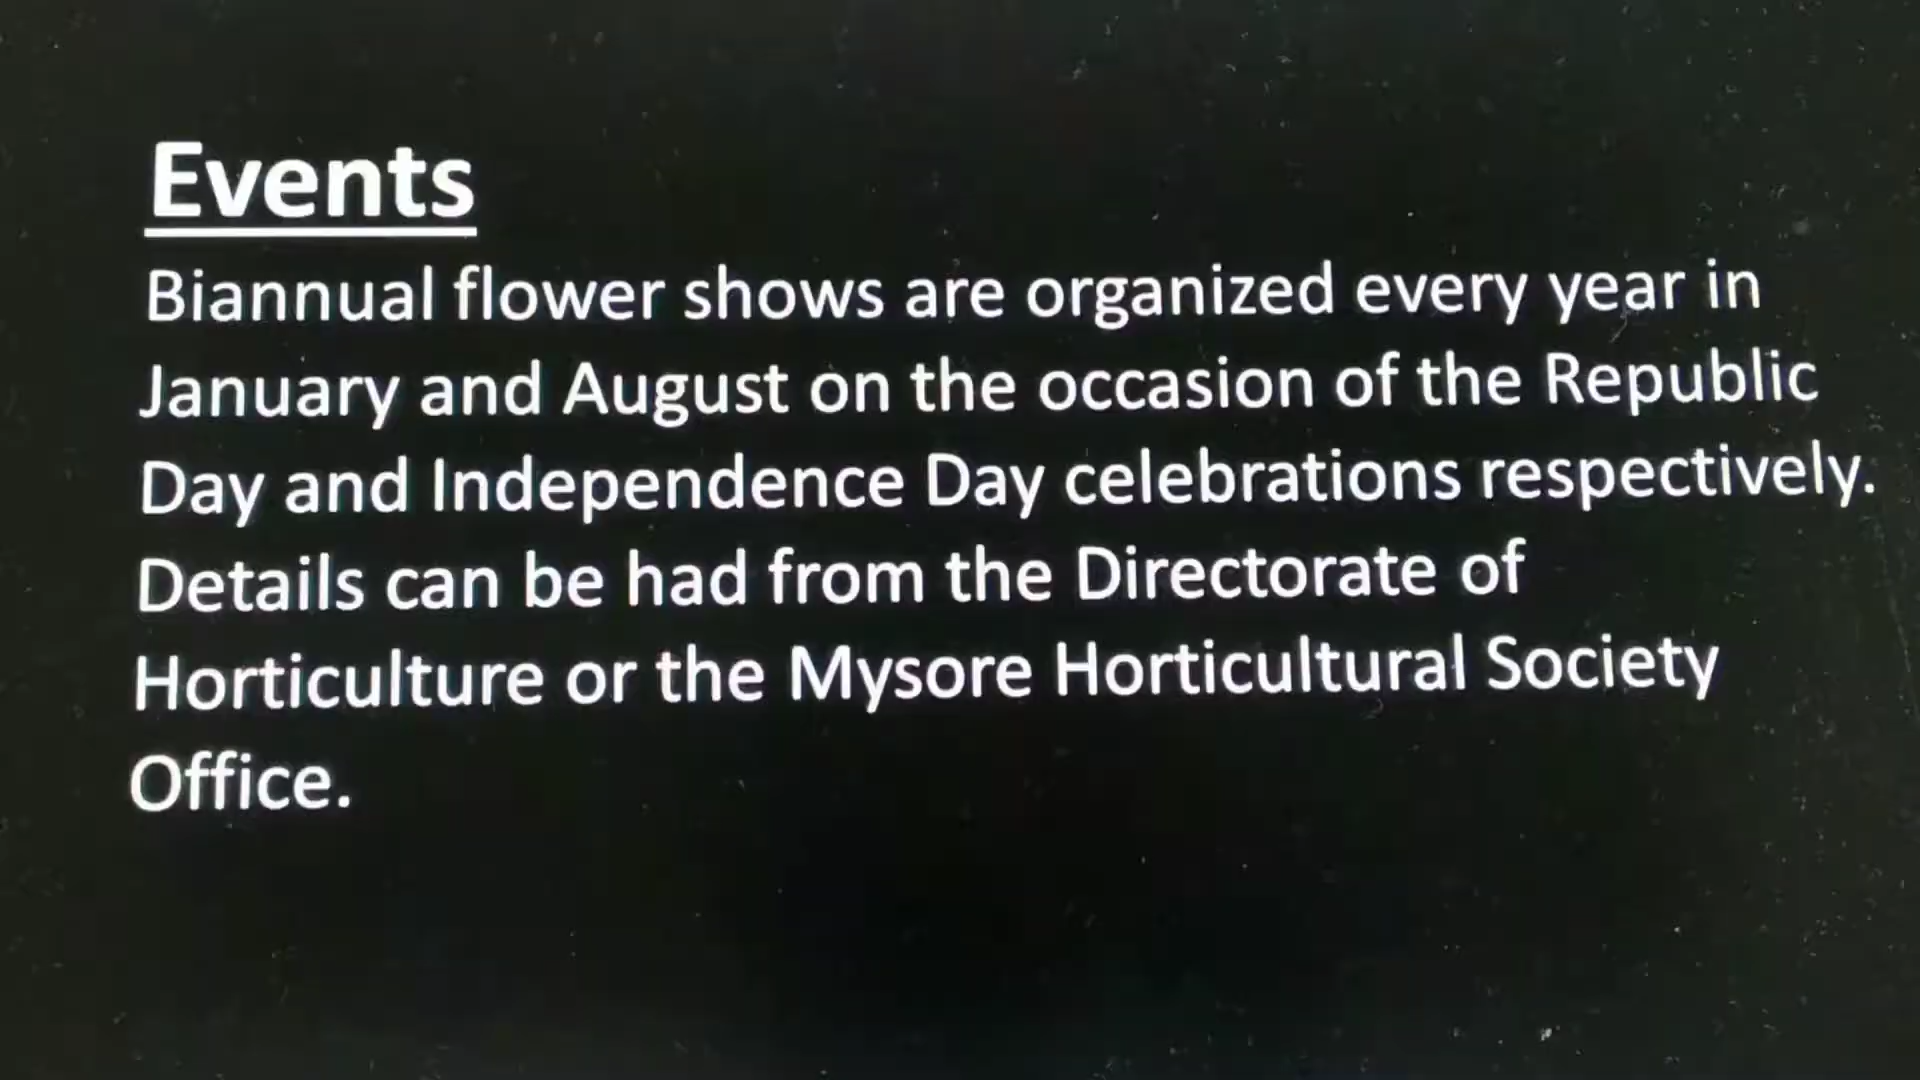 Events
Biannual flower shows are organized every year in
January and August on the occasion of the Republic
Day and Independence Day celebrations respectively.
Details can be had from the Directorate of
Horticulture or the Mysore Horticultural Society
Office.